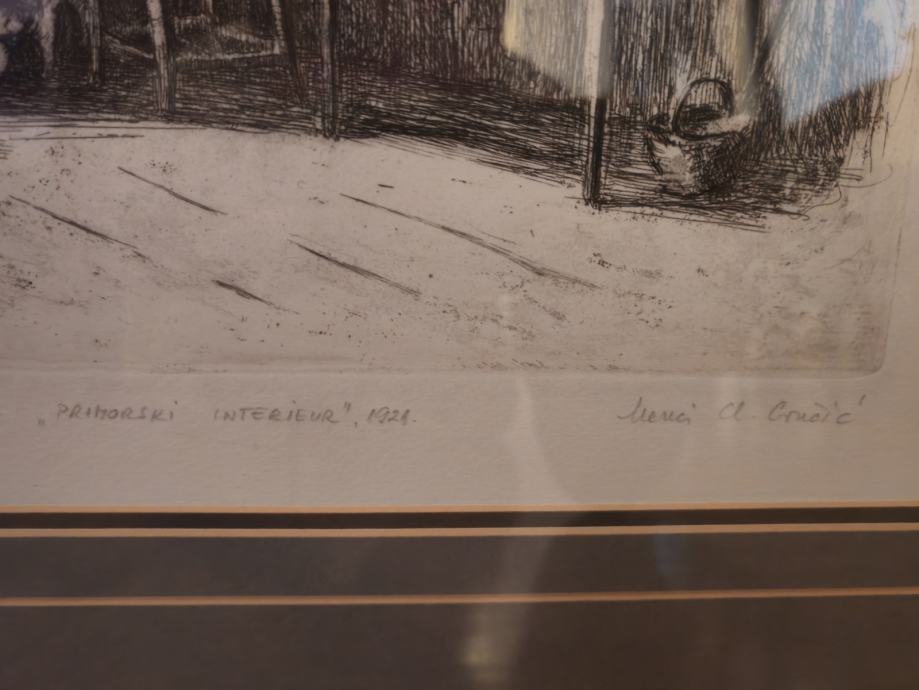 „PRIMORSKI INTERIEUR", 1921. Menci Cl. Crnčić